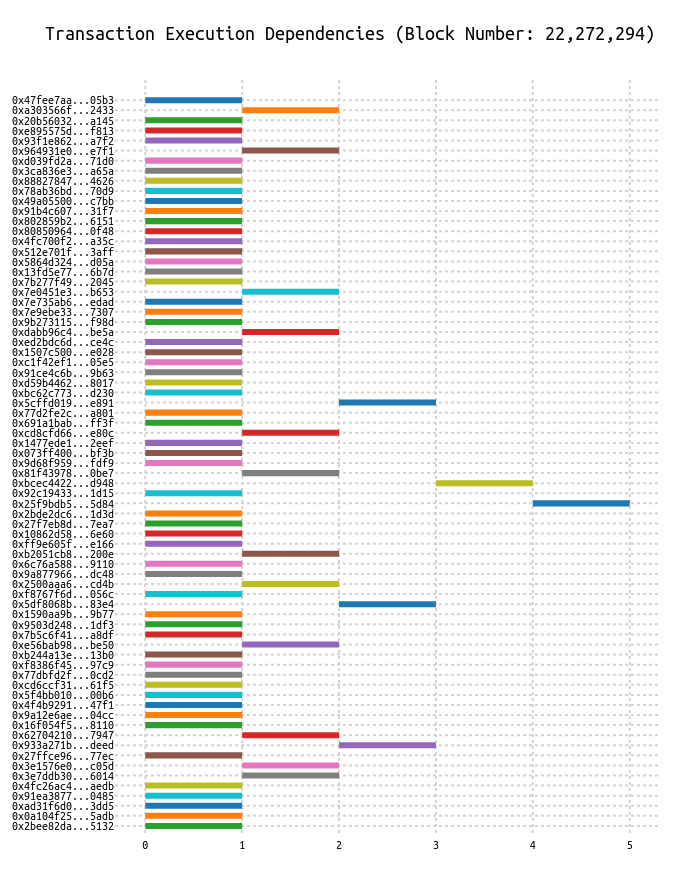 Transaction Execution Dependencies (Block Number: 22,272,294)
0x47fee7aa...05b3
0xa303566f...2433
0x20b56032...a145
0xe895575d...f813
0x93f1e862...a7f2
0x964931e0...e7f1
0xd039fd2a...71d0
0x3ca836e3...a65a
0x88827847...4626
0x78ab36bd...70d9
0x49a05500...c7bb
0x91b4c607...31f7
0x802859b2...6151
0x80850964...0f48
0x4fc700f2...a35c
0x512e701f...3aff
0x5864d324...d05a
0x13fd5e77...6b7d
0x7b277f49...2045
0x7e0451e3...b653
0x7e735ab6...edad
0x7e9ebe33...7307
0x9b273115...f98d
0xdabb96c4...be5a
0xed2bdc6d...ce4c
0x1507c500...e028
0xc1f42ef1...05e5
0x91ce4c6b...9b63
0xd59b4462...8017
0xbc62c773...d230
0x5cffd019...e891
0x77d2fe2c...a801
0x691a1bab...ff3f
0xcd8cfd66...e80c
0x1477ede1...2eef
0x073ff400...bf3b
0x9d68f959...fdf9
0x81f43978...0be7
0xbcec4422...d948
0x92c19433...1d15
0x25f9bdb5...5d84
0x2bde2dc6...1d3d
0x27f7eb8d...7ea7
0x10862d58...6e60
0xff9e605f...e166
0xb2051cb8...200e
0x6c76a588...9110
0x9a877966...dc48
0x2500aaa6...cd4b
0xf8767f6d...056c
0x5df8068b...83e4
0x1590aa9b...9b77
0x9503d248...1df3
0x7b5c6f41...a8df
0xe56bab98...be50
0xb244a13e...13b0
0xf8386f45...97c9
0x77dbfd2f...0cd2
0xcd6ccf31...61f5
0x5f4bb010...00b6
0x4f4b9291...47f1
0x9a12e6ae...04cc
0x16f054f5...8110
0x62704210...7947
0x933a271b...deed
0x27ffce96...77ec
0x3e1576e0...c05d
0x3e7ddb30...6014
0x4fc26ac4...aedb
0x91ea3877...0485
0xad31f6d0...3dd5
0x0a104f25...5adb
0x2bee82da...5132
0 1 2 3 4 5